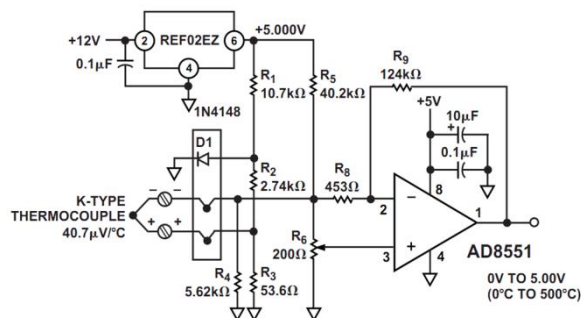 +12V
2
REF02EZ
6
+5.000V
0.1µF
4
1N4148
R1
10.7kΩ
R5
40.2kΩ
R9
124kΩ
+5V
10µF
+
0.1µF
D1
R2
2.74kΩ
R8
453Ω
K-TYPE
THERMOCOUPLE
40.7µV/°C
– –
+ +
R6
200Ω
2
–
8
1
3
+
4
AD8551
R4
5.62kΩ
R3
53.6Ω
0V TO 5.00V
(0°C TO 500°C)